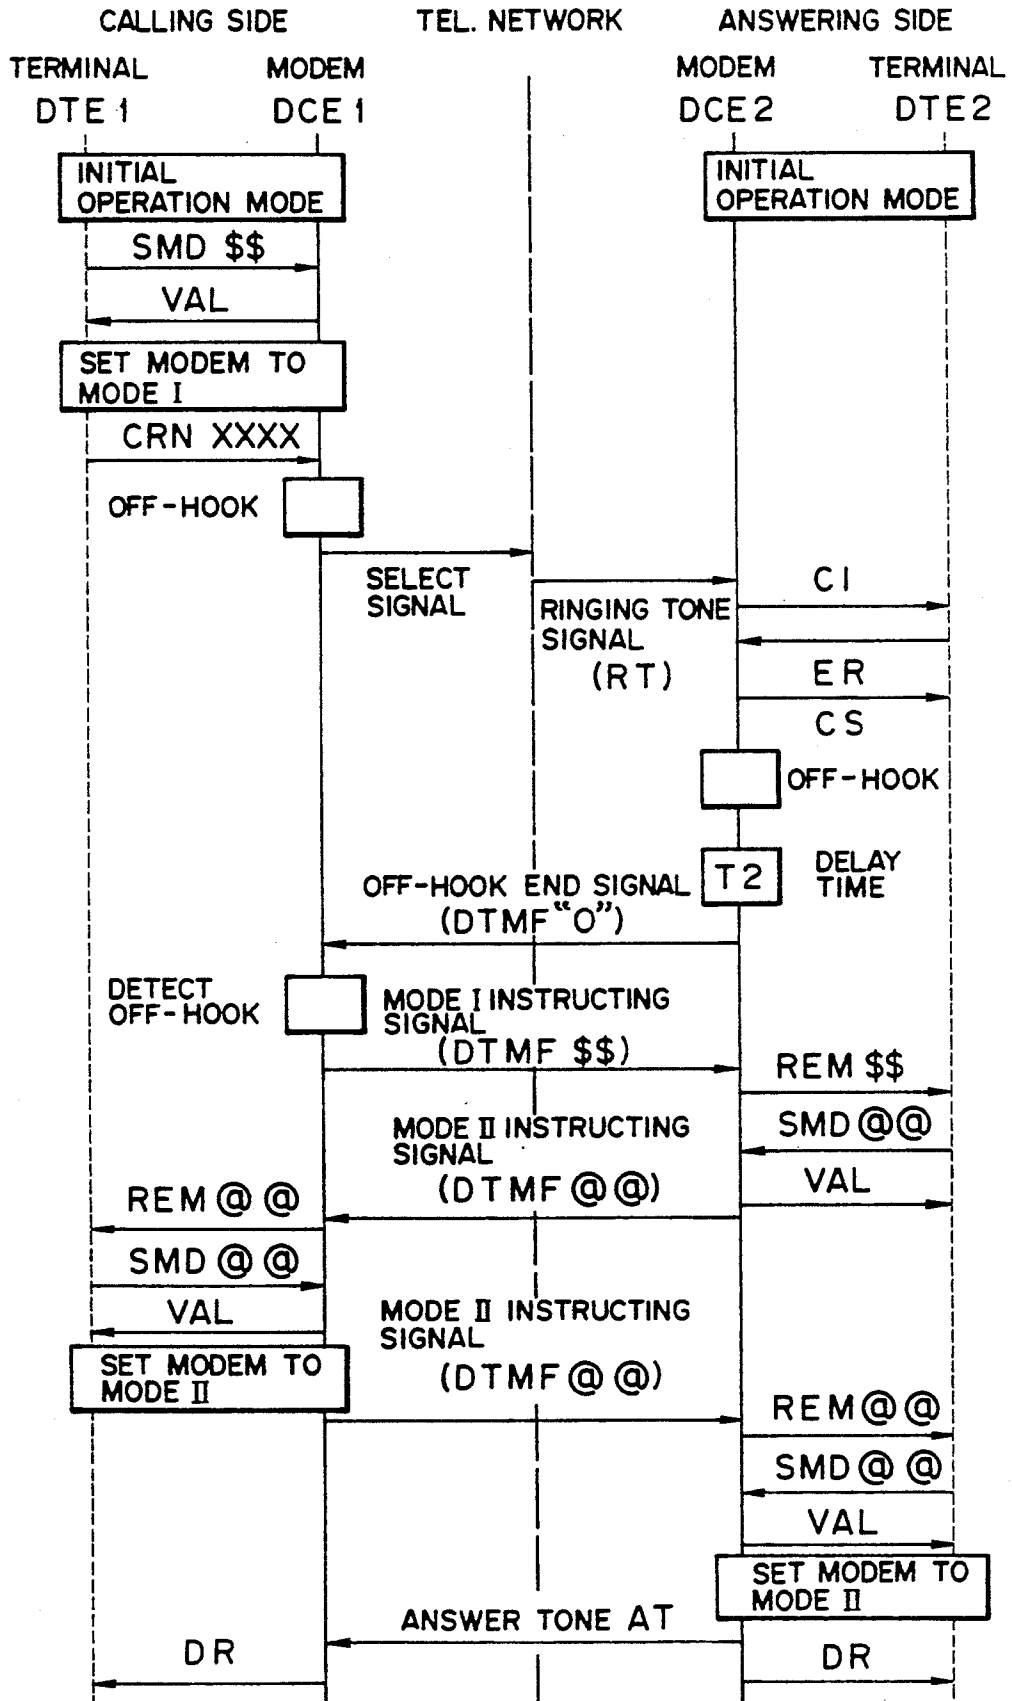 CALLING SIDE TEL. NETWORK ANSWERING SIDE
TERMINAL MODEM MODEM TERMINAL
DTE 1 DCE 1 DCE2 DTE2
INITIAL
OPERATION MODE
INITIAL
OPERATION MODE
SMD $$
VAL
SET MODEM TO
MODE I
CRN XXXX
OFF-HOOK
SELECT
SIGNAL
CI
RINGING TONE
SIGNAL
(RT)
ER
CS
OFF-HOOK
T2
DELAY
TIME
OFF-HOOK END SIGNAL
(DTMF "0")
DETECT
OFF-HOOK
MODE I INSTRUCTING
SIGNAL
(DTMF $$)
REM $$
SMD @@
MODE II INSTRUCTING
SIGNAL
(DTMF @@)
VAL
REM @@
SMD @@
VAL
MODE II INSTRUCTING
SIGNAL
(DTMF @@)
SET MODEM TO
MODE II
REM @@
SMD @@
VAL
SET MODEM TO
MODE II
ANSWER TONE AT
DR
DR